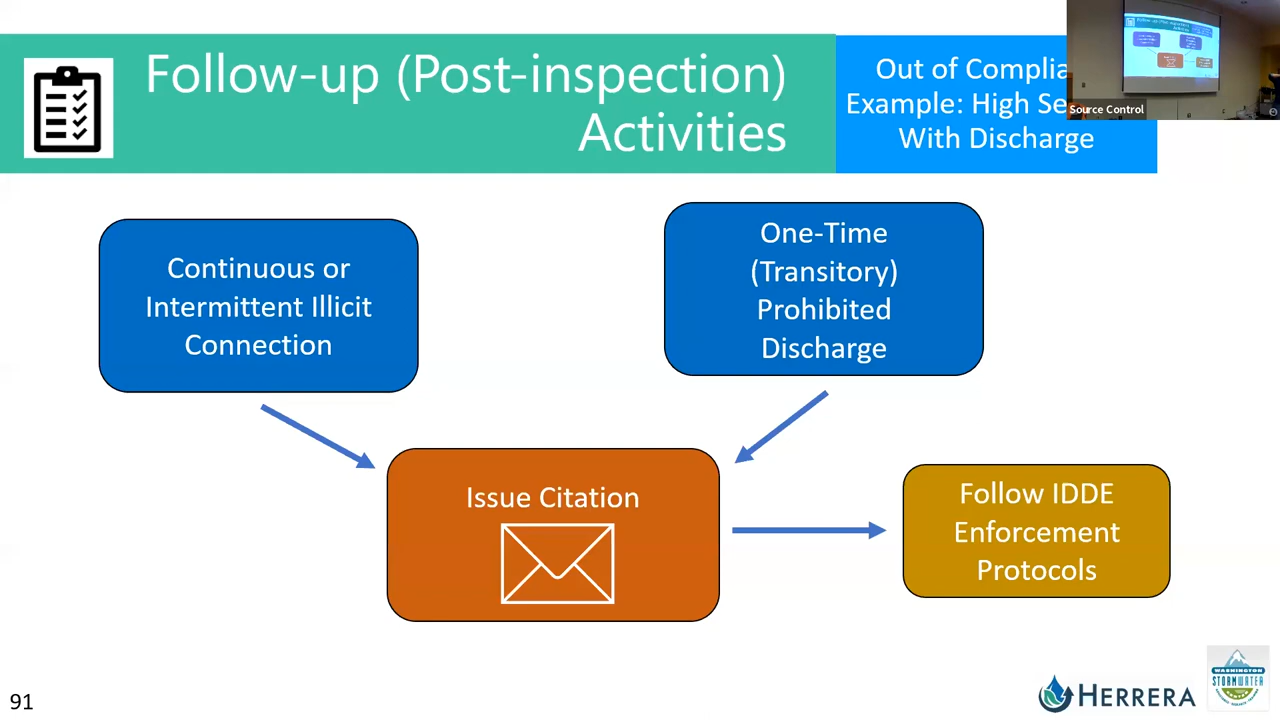 Follow-up (Post-inspection)
Activities
Out of Complia
Example: High Se
With Discharge
Source Control
Continuous or
Intermittent Illicit
Connection
One-Time
(Transitory)
Prohibited
Discharge
Issue Citation
Follow IDDE
Enforcement
Protocols
91
HERRERA
WASHINGTON
STORMWATER